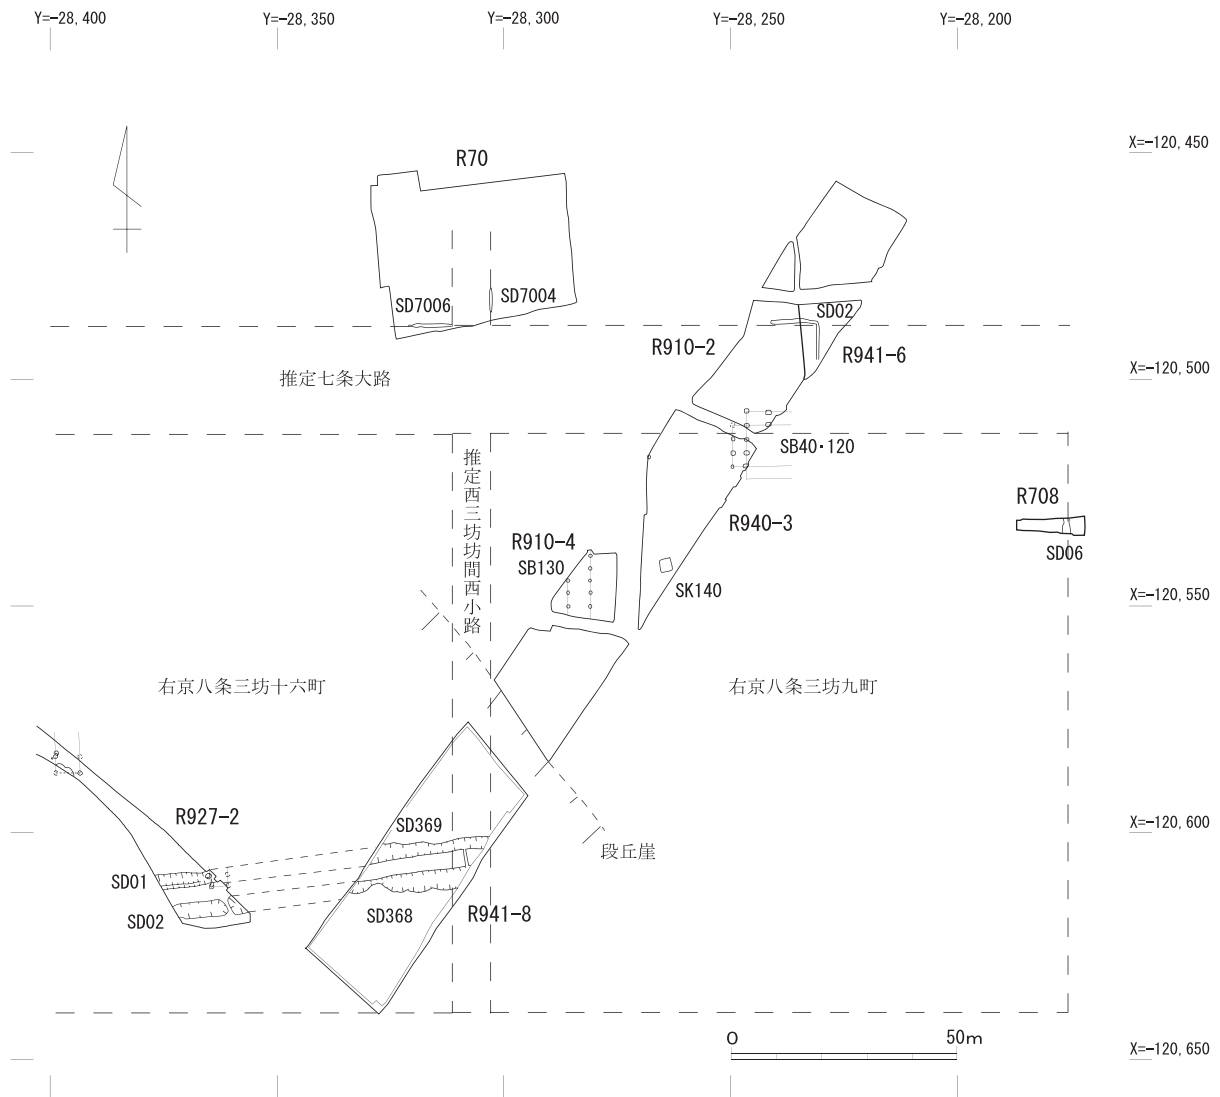 Y=-28,400
Y=-28,350
Y=-28,300
Y=-28,250
Y=-28,200
X=-120,450
R70
SD7006
SD7004
SD02
R910-2
R941-6
X=-120,500
推定七条大路
SB40・120
推定西三坊坊間西小路
R708
SD06
R940-3
R910-4
SB130
SK140
X=-120,550
右京八条三坊十六町
右京八条三坊九町
R927-2
SD369
X=-120,600
段丘崖
SD01
SD02
SD368
R941-8
0
50m
X=-120,650